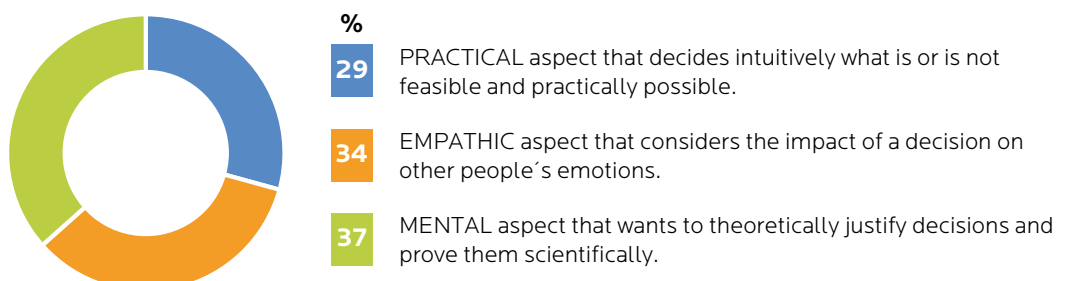 %
29 PRACTICAL aspect that decides intuitively what is or is not
feasible and practically possible.
34 EMPATHIC aspect that considers the impact of a decision on
other people´s emotions.
37 MENTAL aspect that wants to theoretically justify decisions and
prove them scientifically.